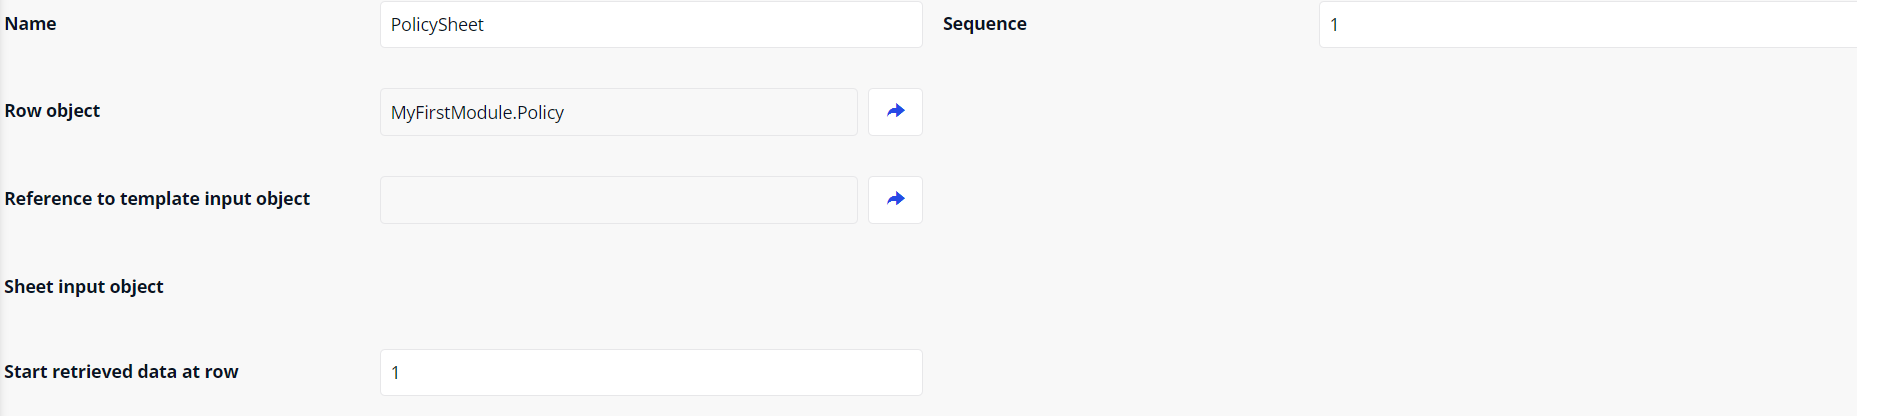 Name PolicySheet Sequence 1
Row object MyFirstModule.Policy
Reference to template input object
Sheet input object
Start retrieved data at row 1